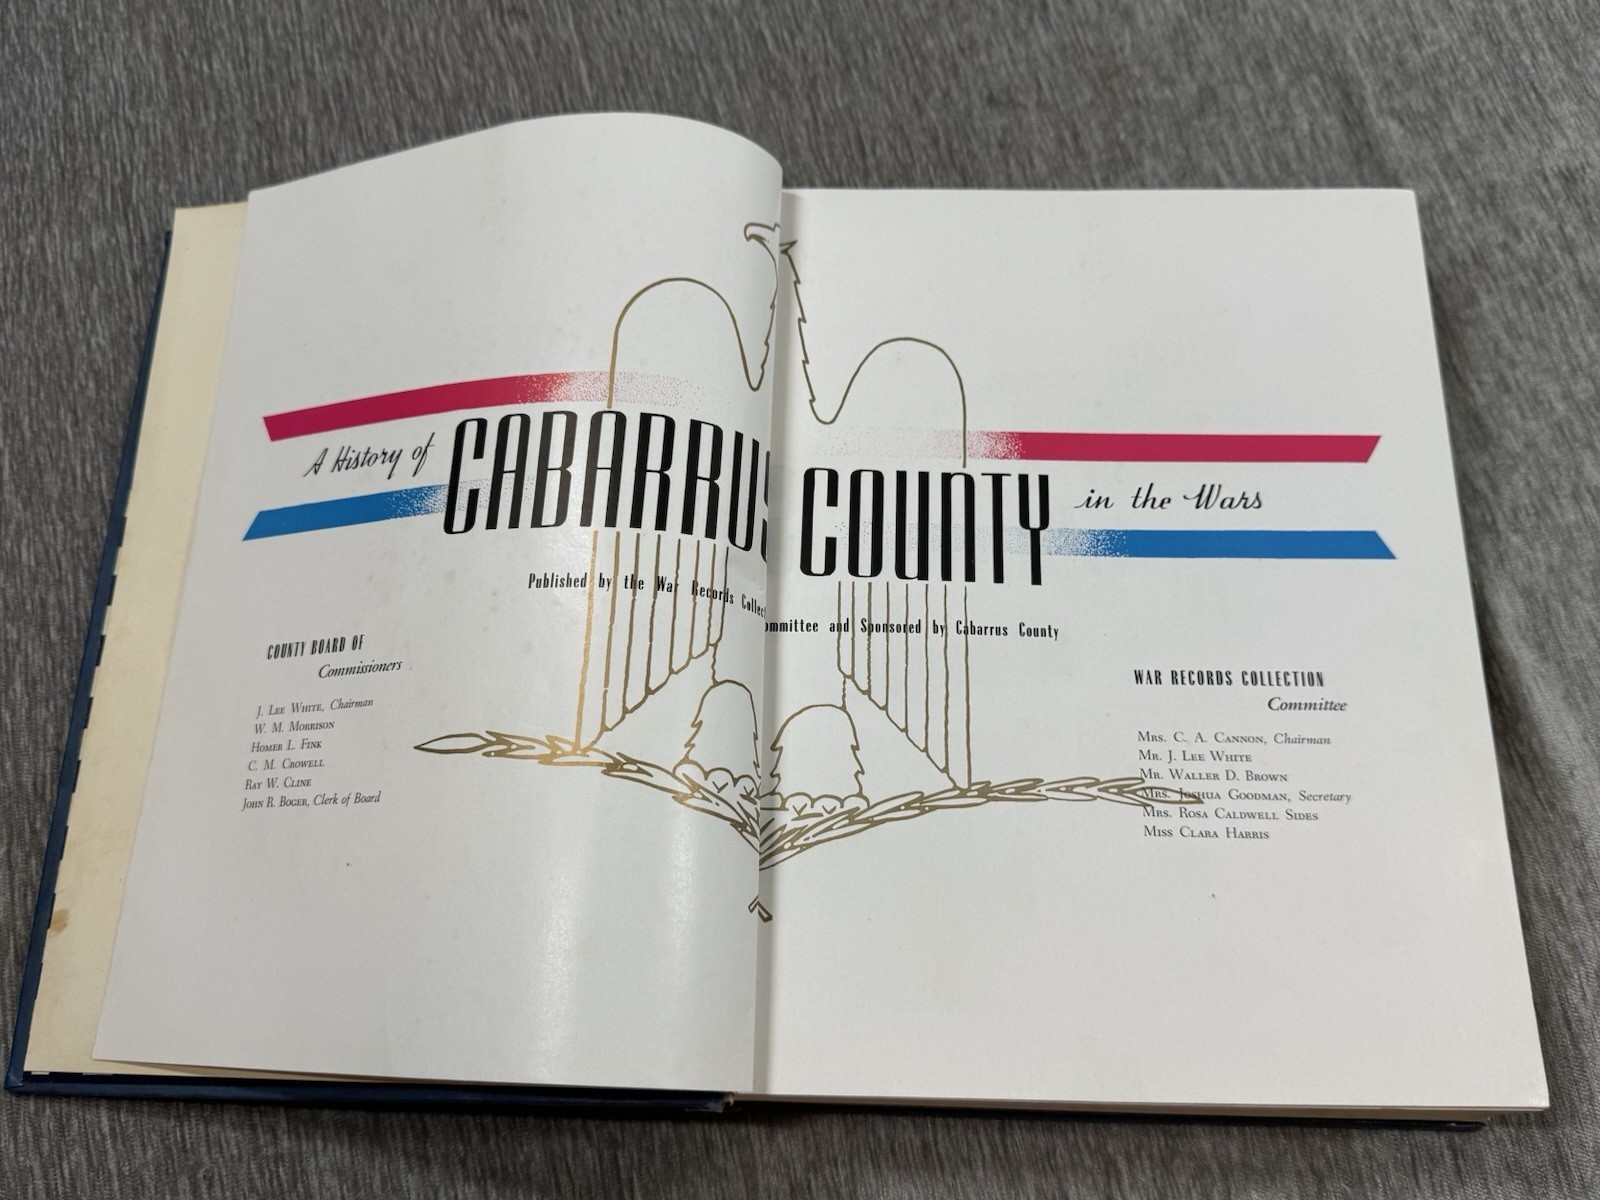 A History of CABARRUS COUNTY in the Wars
Published by the War Records Collect ommittee and Sponsored by Cabarrus County
COUNTY BOARD OF
Commissioners
J. Lee White, Chairman
W. M. Morrison
Homer L. Fink
C. M. Crowell
Ray W. Cline
John R. Boger, Clerk of Board
WAR RECORDS COLLECTION
Committee
Mrs. C. A. Cannon, Chairman
Mr. J. Lee White
Mr. Waller D. Brown
Mrs. Joshua Goodman, Secretary
Mrs. Rosa Caldwell Sides
Miss Clara Harris